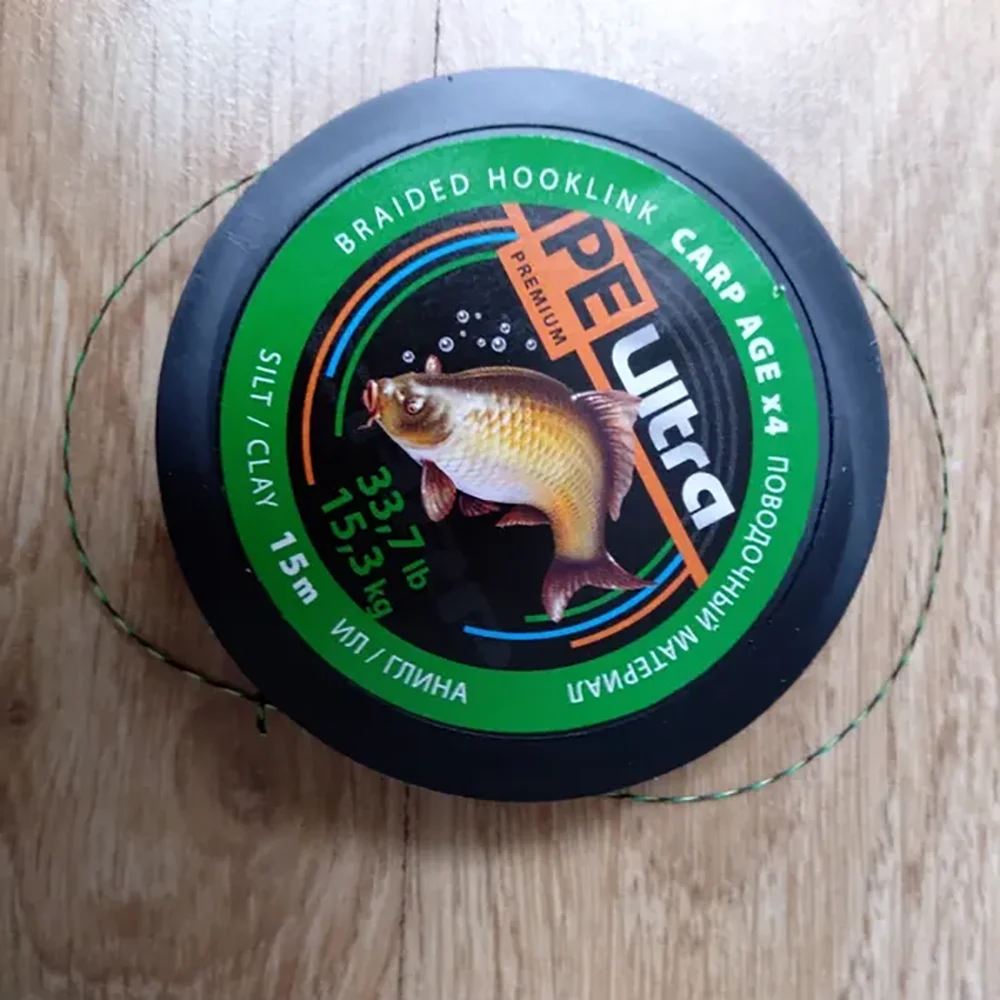 BRAIDED HOOKLINK CARP AGE x4
ПОВОДОЧНЫЙ МАТЕРИАЛ
PE
PREMIUM
Ultra
33,7 lb
15,3 kg
SILT / CLAY 15m
ИЛ / ГЛИНА